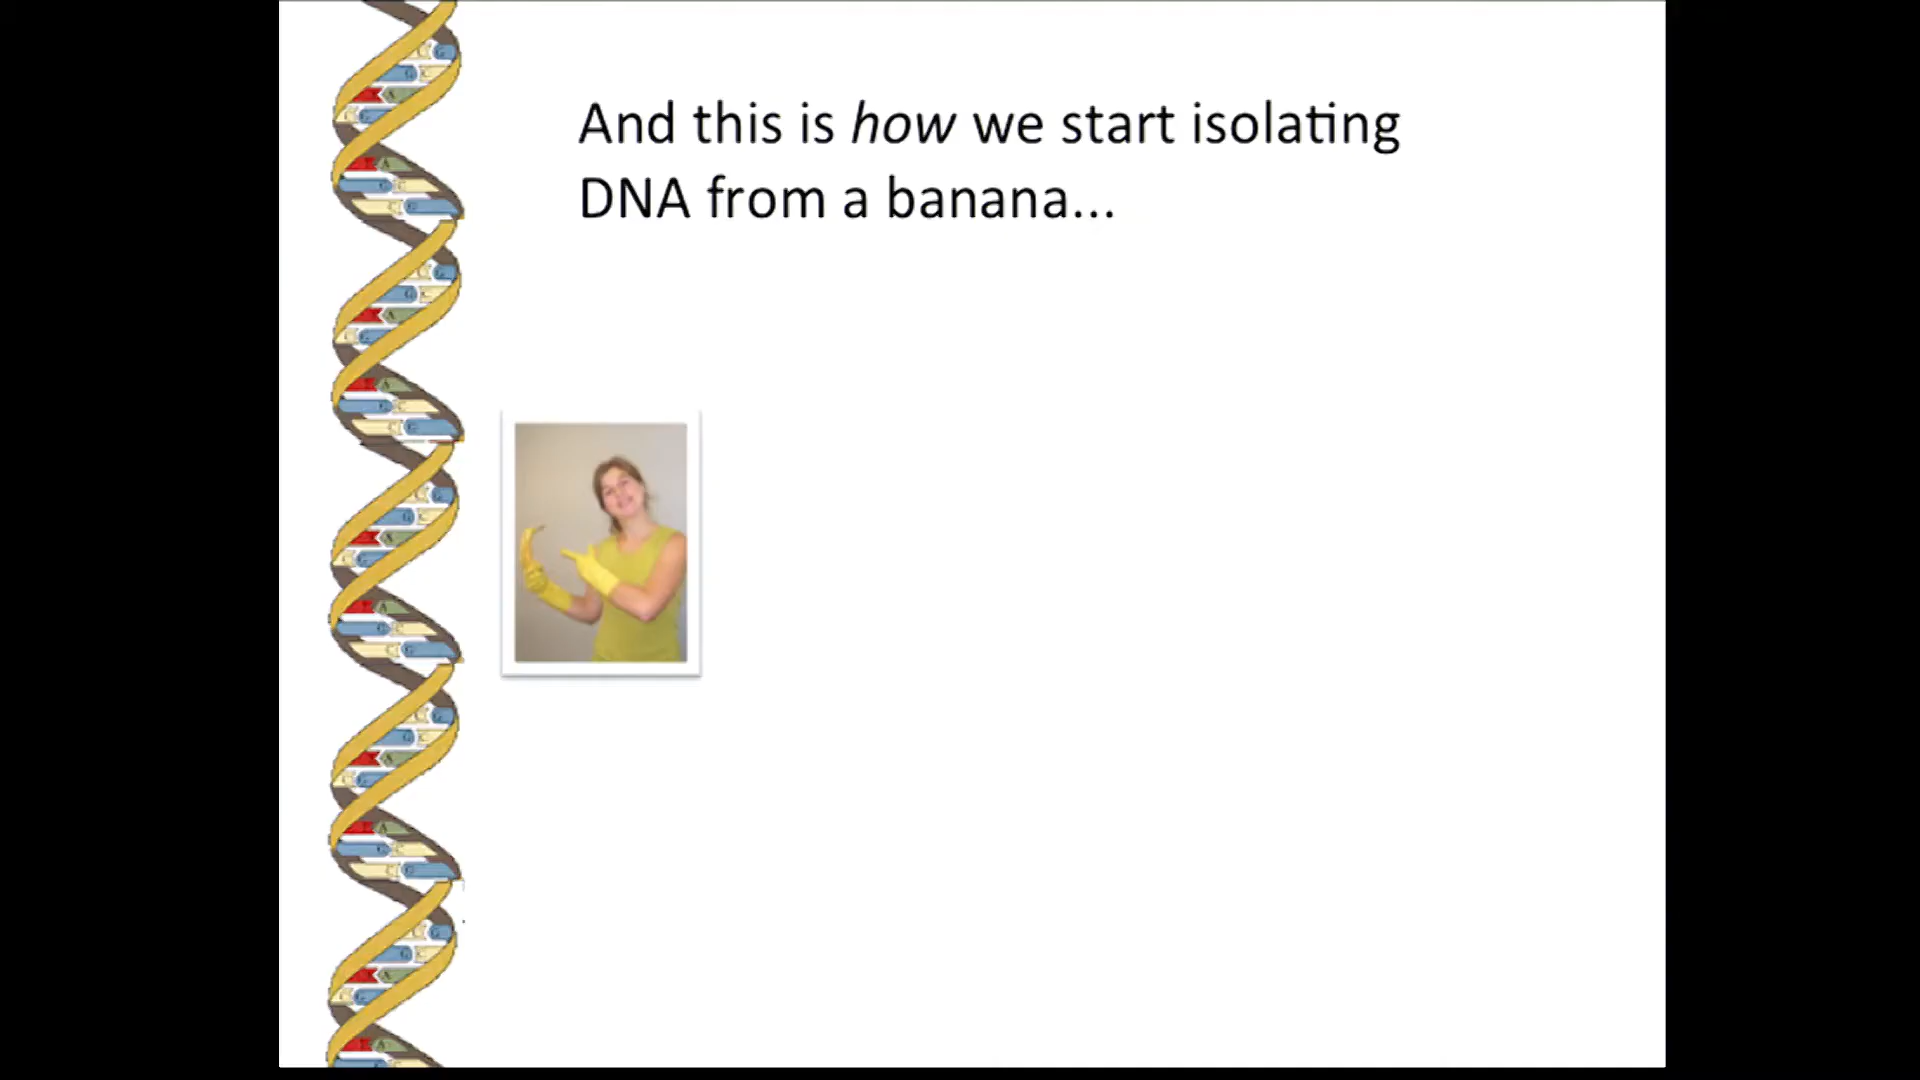 And this is how we start isolating
DNA from a banana...